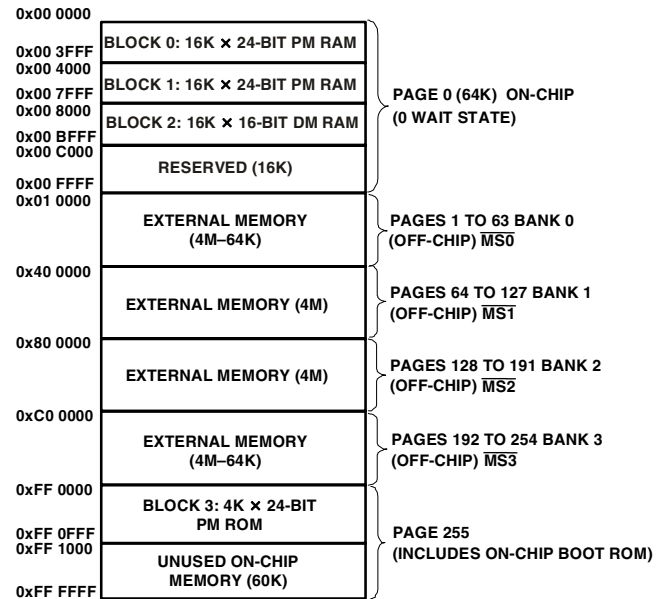 0x00 0000
BLOCK 0: 16K × 24-BIT PM RAM
0x00 3FFF
0x00 4000
BLOCK 1: 16K × 24-BIT PM RAM
0x00 7FFF
0x00 8000
BLOCK 2: 16K × 16-BIT DM RAM
0x00 BFFF
0x00 C000
RESERVED (16K)
0x00 FFFF
PAGE 0 (64K) ON-CHIP
(0 WAIT STATE)
0x01 0000
EXTERNAL MEMORY
(4M–64K)
PAGES 1 TO 63 BANK 0
(OFF-CHIP) M̅S̅0̅
0x40 0000
EXTERNAL MEMORY (4M)
PAGES 64 TO 127 BANK 1
(OFF-CHIP) M̅S̅1̅
0x80 0000
EXTERNAL MEMORY (4M)
PAGES 128 TO 191 BANK 2
(OFF-CHIP) M̅S̅2̅
0xC0 0000
EXTERNAL MEMORY
(4M–64K)
PAGES 192 TO 254 BANK 3
(OFF-CHIP) M̅S̅3̅
0xFF 0000
BLOCK 3: 4K × 24-BIT
PM ROM
0xFF 0FFF
0xFF 1000
UNUSED ON-CHIP
MEMORY (60K)
0xFF FFFF
PAGE 255
(INCLUDES ON-CHIP BOOT ROM)